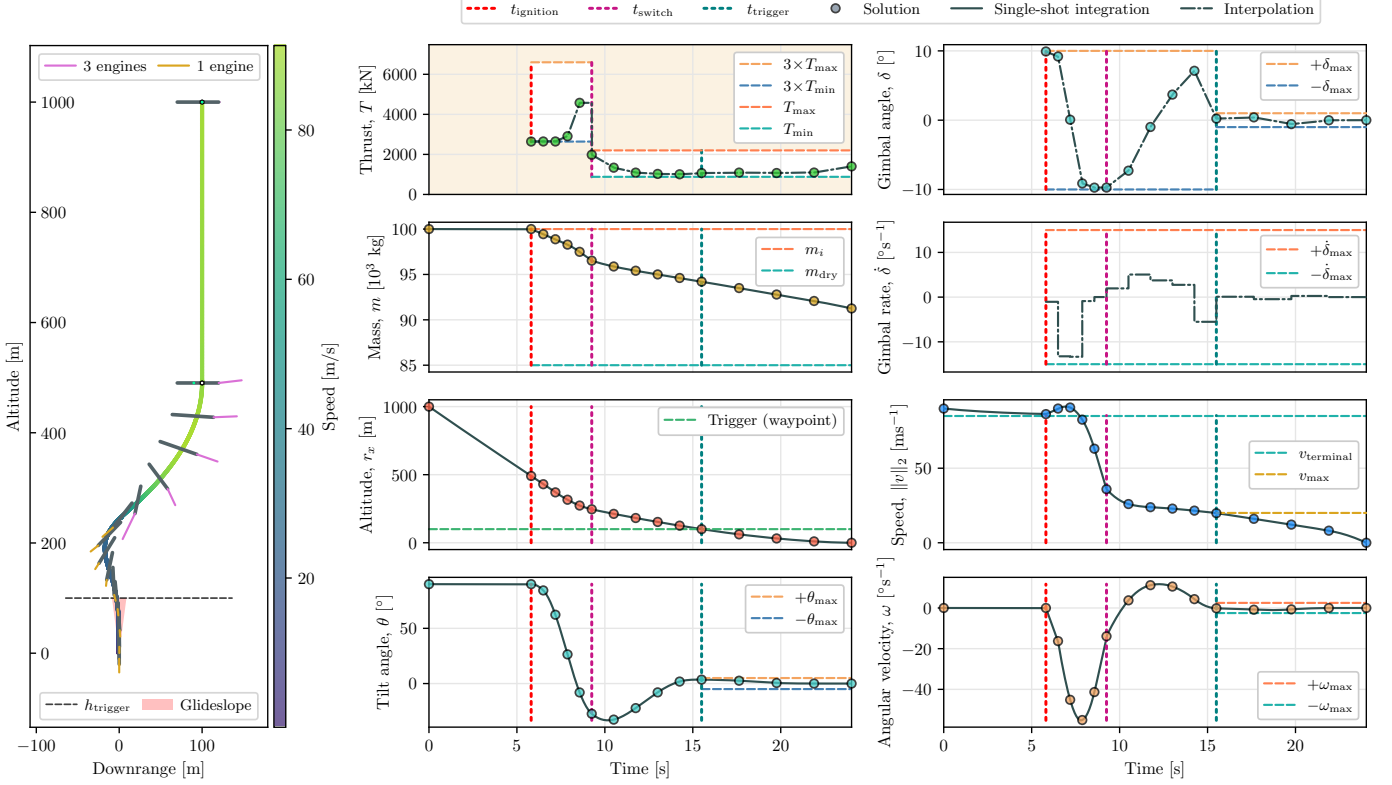 t_ignition t_switch t_trigger Solution Single-shot integration Interpolation
3 engines 1 engine
1000
800
600
400
200
0
Altitude [m]
h_trigger Glideslope
−100 0 100
Downrange [m]
80
60
40
20
Speed [m/s]
6000
4000
2000
0
Thrust, T [kN]
3×T_max
3×T_min
T_max
T_min
100
95
90
85
Mass, m [10³ kg]
m_i
m_dry
1000
500
0
Altitude, r_x [m]
Trigger (waypoint)
50
0
Tilt angle, θ [°]
+θ_max
−θ_max
0 5 10 15 20
Time [s]
10
0
−10
Gimbal angle, δ [°]
+δ_max
−δ_max
10
0
−10
Gimbal rate, δ̇ [°s⁻¹]
+δ̇_max
−δ̇_max
50
0
Speed, ‖v‖₂ [ms⁻¹]
v_terminal
v_max
0
−20
−40
Angular velocity, ω [°s⁻¹]
+ω_max
−ω_max
0 5 10 15 20
Time [s]